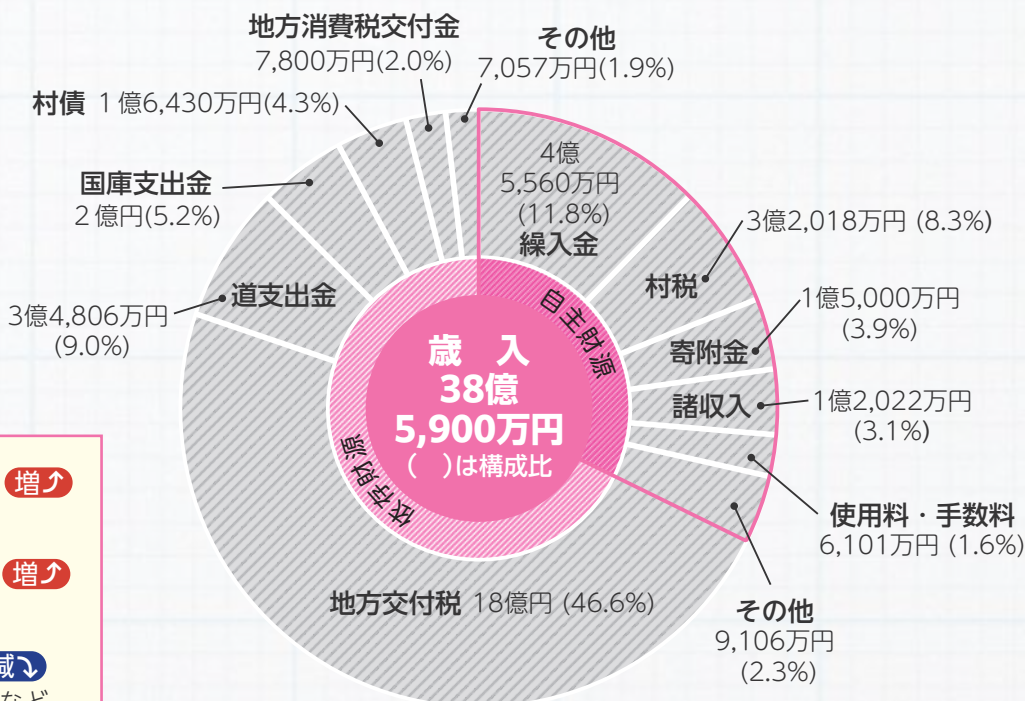 地方消費税交付金
7,800万円(2.0%)
その他
7,057万円(1.9%)
村債 1億6,430万円(4.3%)
国庫支出金
2億円(5.2%)
道支出金
3億4,806万円
(9.0%)
4億
5,560万円
(11.8%)
繰入金
3億2,018万円 (8.3%)
村税
1億5,000万円
(3.9%)
寄附金
諸収入
1億2,022万円
(3.1%)
使用料・手数料
6,101万円 (1.6%)
その他
9,106万円
(2.3%)
地方交付税 18億円 (46.6%)
自主財源
依存財源
歳 入
38億
5,900万円
( )は構成比
増
増
減
など